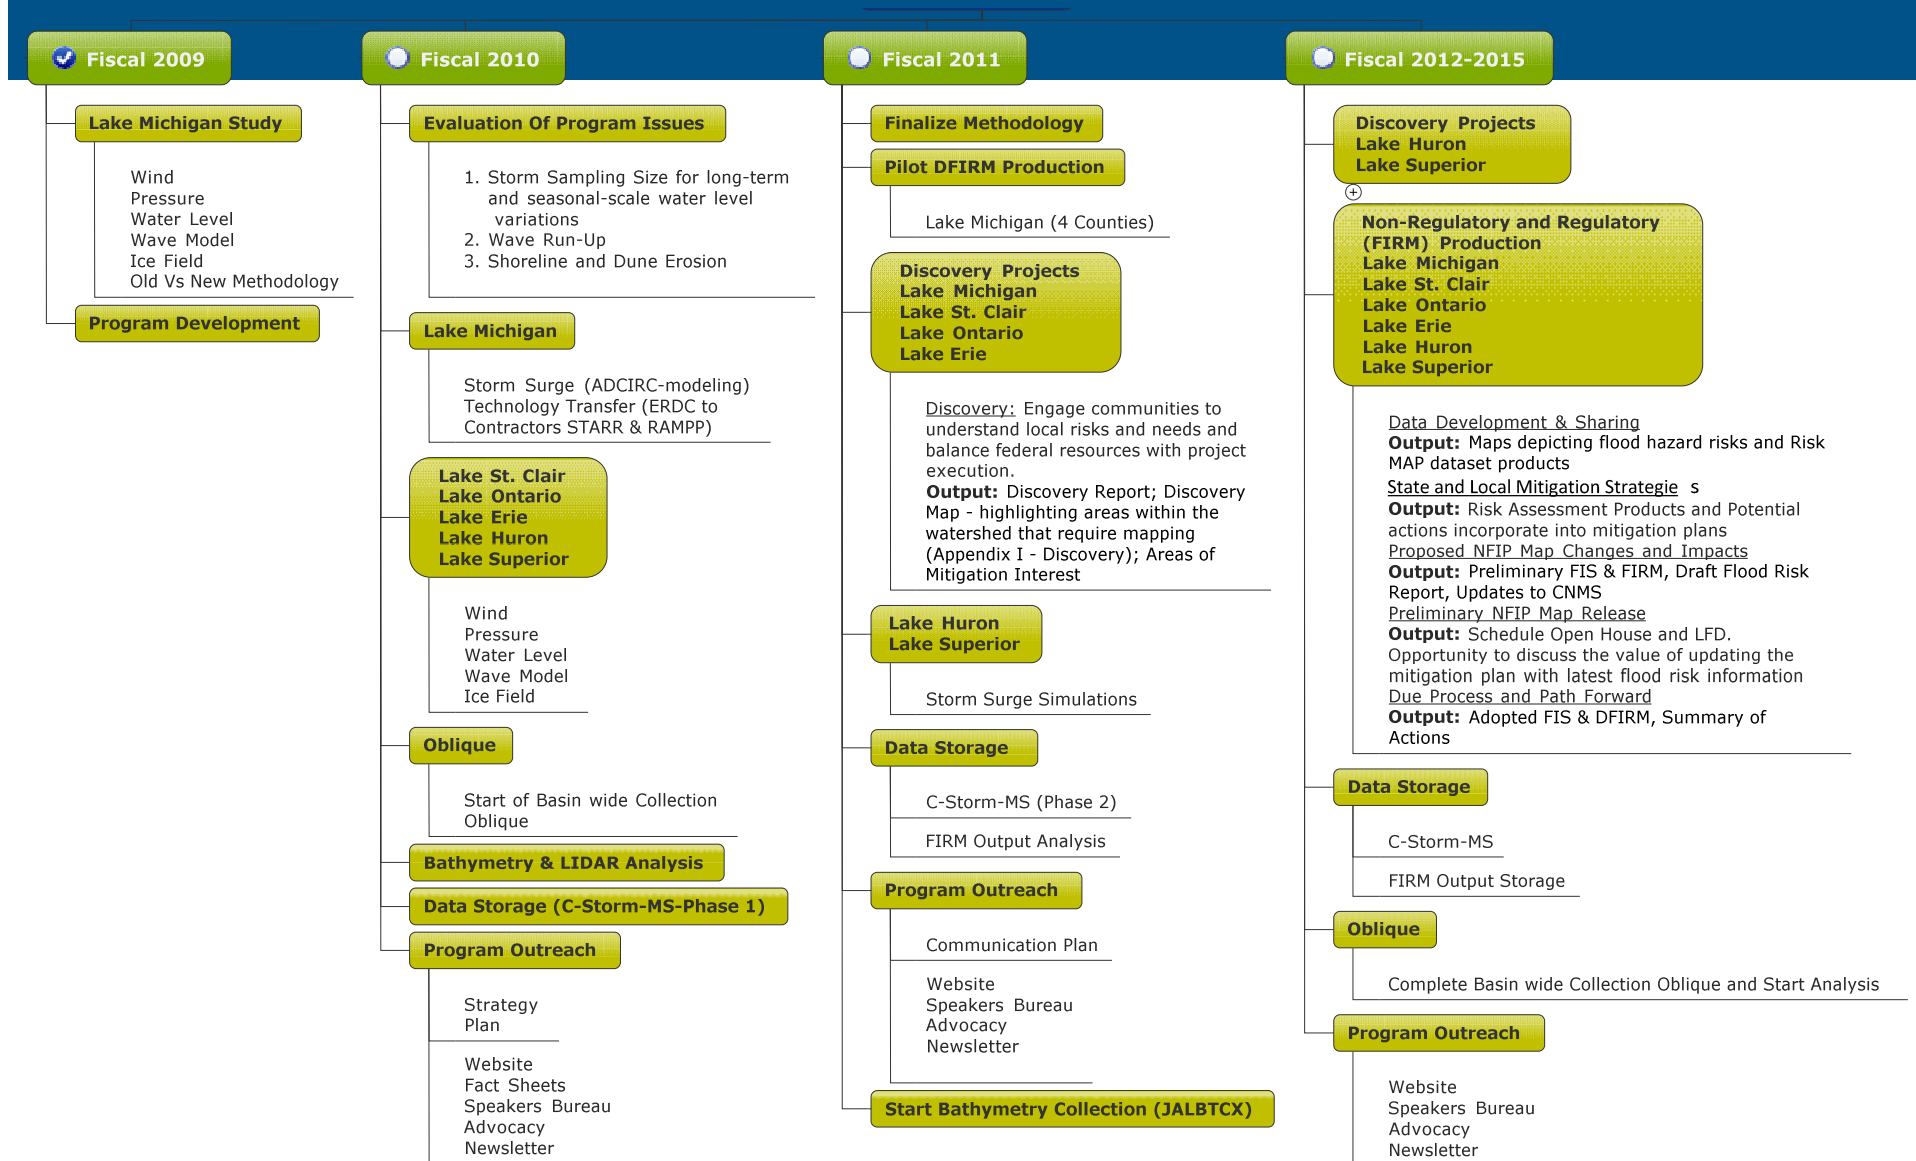 Fiscal 2009
Lake Michigan Study
Wind
Pressure
Water Level
Wave Model
Ice Field
Old Vs New Methodology
Program Development
Fiscal 2010
Evaluation Of Program Issues
1. Storm Sampling Size for long-term
and seasonal-scale water level
variations
2. Wave Run-Up
3. Shoreline and Dune Erosion
Lake Michigan
Storm Surge (ADCIRC-modeling)
Technology Transfer (ERDC to
Contractors STARR & RAMPP)
Lake St. Clair
Lake Ontario
Lake Erie
Lake Huron
Lake Superior
Wind
Pressure
Water Level
Wave Model
Ice Field
Oblique
Start of Basin wide Collection
Oblique
Bathymetry & LIDAR Analysis
Data Storage (C-Storm-MS-Phase 1)
Program Outreach
Strategy
Plan
Website
Fact Sheets
Speakers Bureau
Advocacy
Newsletter
Fiscal 2011
Finalize Methodology
Pilot DFIRM Production
Lake Michigan (4 Counties)
Discovery Projects
Lake Michigan
Lake St. Clair
Lake Ontario
Lake Erie
Discovery: Engage communities to
understand local risks and needs and
balance federal resources with project
execution.
Output: Discovery Report; Discovery
Map - highlighting areas within the
watershed that require mapping
(Appendix I - Discovery); Areas of
Mitigation Interest
Lake Huron
Lake Superior
Storm Surge Simulations
Data Storage
C-Storm-MS (Phase 2)
FIRM Output Analysis
Program Outreach
Communication Plan
Website
Speakers Bureau
Advocacy
Newsletter
Start Bathymetry Collection (JALBTCX)
Fiscal 2012-2015
Discovery Projects
Lake Huron
Lake Superior
Non-Regulatory and Regulatory
(FIRM) Production
Lake Michigan
Lake St. Clair
Lake Ontario
Lake Erie
Lake Huron
Lake Superior
Data Development & Sharing
Output: Maps depicting flood hazard risks and Risk
MAP dataset products
State and Local Mitigation Strategie s
Output: Risk Assessment Products and Potential
actions incorporate into mitigation plans
Proposed NFIP Map Changes and Impacts
Output: Preliminary FIS & FIRM, Draft Flood Risk
Report, Updates to CNMS
Preliminary NFIP Map Release
Output: Schedule Open House and LFD.
Opportunity to discuss the value of updating the
mitigation plan with latest flood risk information
Due Process and Path Forward
Output: Adopted FIS & DFIRM, Summary of
Actions
Data Storage
C-Storm-MS
FIRM Output Storage
Oblique
Complete Basin wide Collection Oblique and Start Analysis
Program Outreach
Website
Speakers Bureau
Advocacy
Newsletter